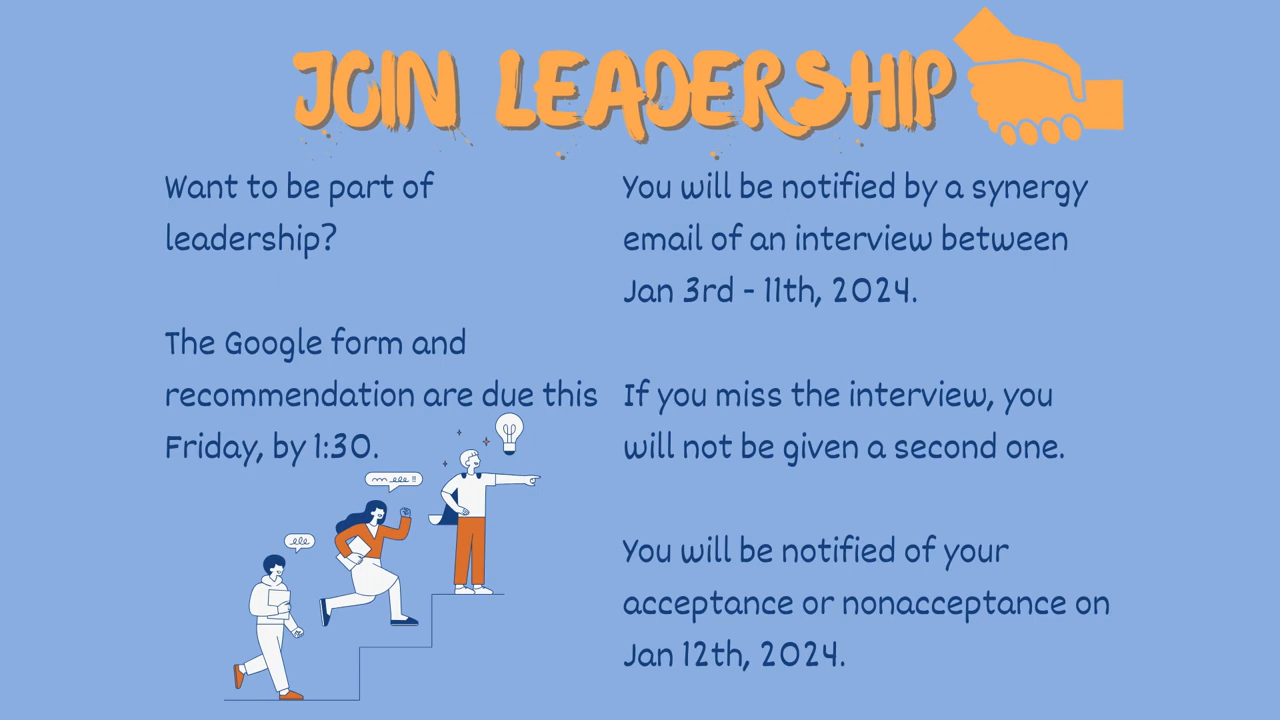 JOIN LEADERSHIP
Want to be part of
leadership?
The Google form and
recommendation are due this
Friday, by 1:30.
You will be notified by a synergy
email of an interview between
Jan 3rd - 11th, 2024.
If you miss the interview, you
will not be given a second one.
You will be notified of your
acceptance or nonacceptance on
Jan 12th, 2024.